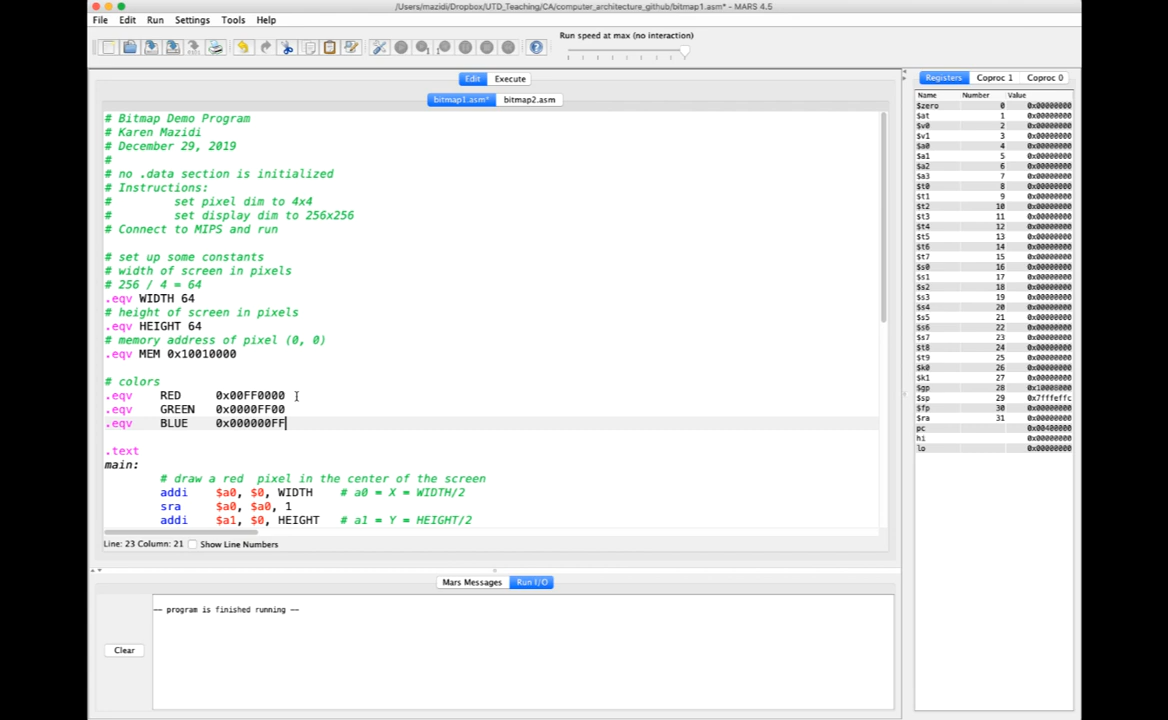 /Users/mazidi/Dropbox/UTD_Teaching/CA/computer_architecture_github/bitmap1.asm* - MARS 4.5
File Edit Run Settings Tools Help
Run speed at max (no interaction)
Edit Execute
bitmap1.asm* bitmap2.asm
# Bitmap Demo Program
# Karen Mazidi
# December 29, 2019
#
# no .data section is initialized
# Instructions:
# set pixel dim to 4x4
# set display dim to 256x256
# Connect to MIPS and run
# set up some constants
# width of screen in pixels
# 256 / 4 = 64
.eqv WIDTH 64
# height of screen in pixels
.eqv HEIGHT 64
# memory address of pixel (0, 0)
.eqv MEM 0x10010000
# colors
.eqv RED 0x00FF0000
.eqv GREEN 0x0000FF00
.eqv BLUE 0x000000FF
.text
main:
# draw a red  pixel in the center of the screen
addi $a0, $0, WIDTH # a0 = X = WIDTH/2
sra $a0, $a0, 1
addi $a1, $0, HEIGHT # a1 = Y = HEIGHT/2
Line: 23 Column: 21 Show Line Numbers
Mars Messages Run I/O
-- program is finished running --
Clear
Registers Coproc 1 Coproc 0
Name Number Value
$zero 0 0x00000000
$at 1 0x00000000
$v0 2 0x00000000
$v1 3 0x00000000
$a0 4 0x00000000
$a1 5 0x00000000
$a2 6 0x00000000
$a3 7 0x00000000
$t0 8 0x00000000
$t1 9 0x00000000
$t2 10 0x00000000
$t3 11 0x00000000
$t4 12 0x00000000
$t5 13 0x00000000
$t6 14 0x00000000
$t7 15 0x00000000
$s0 16 0x00000000
$s1 17 0x00000000
$s2 18 0x00000000
$s3 19 0x00000000
$s4 20 0x00000000
$s5 21 0x00000000
$s6 22 0x00000000
$s7 23 0x00000000
$t8 24 0x00000000
$t9 25 0x00000000
$k0 26 0x00000000
$k1 27 0x00000000
$gp 28 0x10008000
$sp 29 0x7fffeffc
$fp 30 0x00000000
$ra 31 0x00000000
pc 0x00400000
hi 0x00000000
lo 0x00000000